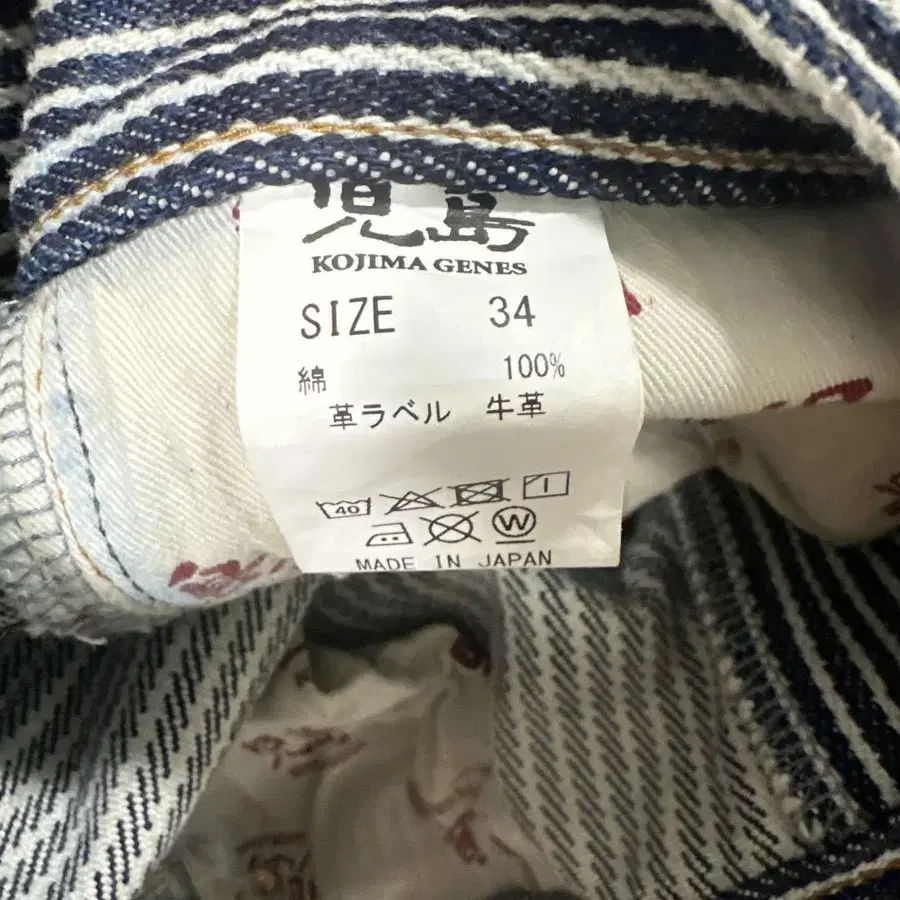 児島
KOJIMA GENES
SIZE 34
綿 100%
革ラベル 牛革
40
W
MADE IN JAPAN